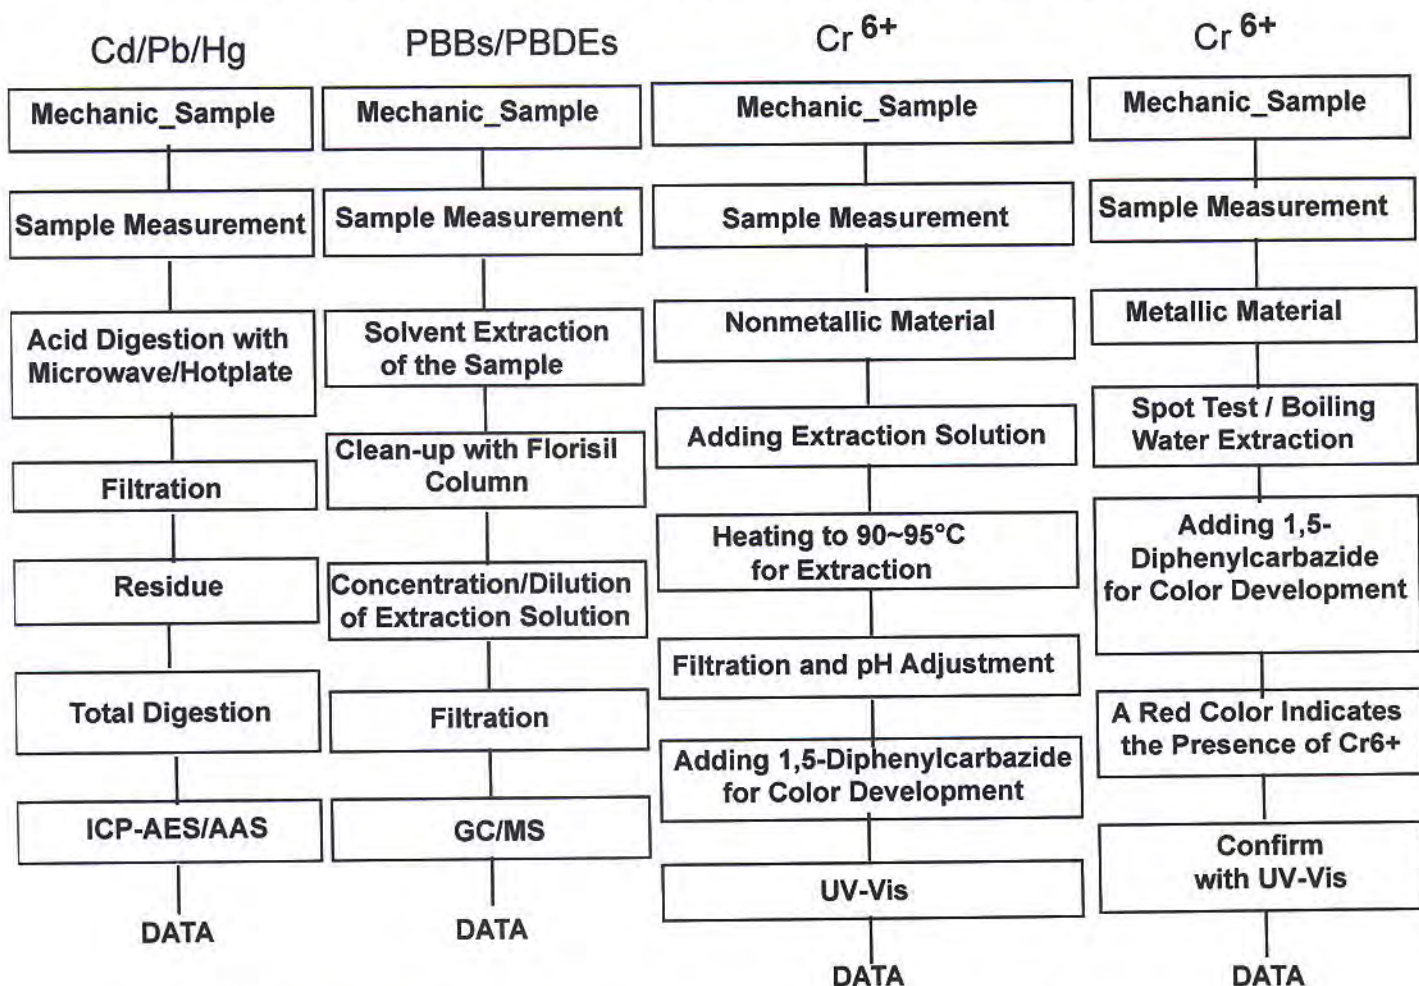 Cd/Pb/Hg
Mechanic_Sample
Sample Measurement
Acid Digestion with
Microwave/Hotplate
Filtration
Residue
Total Digestion
ICP-AES/AAS
DATA
PBBs/PBDEs
Mechanic_Sample
Sample Measurement
Solvent Extraction
of the Sample
Clean-up with Florisil
Column
Concentration/Dilution
of Extraction Solution
Filtration
GC/MS
DATA
Cr 6+
Mechanic_Sample
Sample Measurement
Nonmetallic Material
Adding Extraction Solution
Heating to 90~95°C
for Extraction
Filtration and pH Adjustment
Adding 1,5-Diphenylcarbazide
for Color Development
UV-Vis
DATA
Cr 6+
Mechanic_Sample
Sample Measurement
Metallic Material
Spot Test / Boiling
Water Extraction
Adding 1,5-
Diphenylcarbazide
for Color Development
A Red Color Indicates
the Presence of Cr6+
Confirm
with UV-Vis
DATA